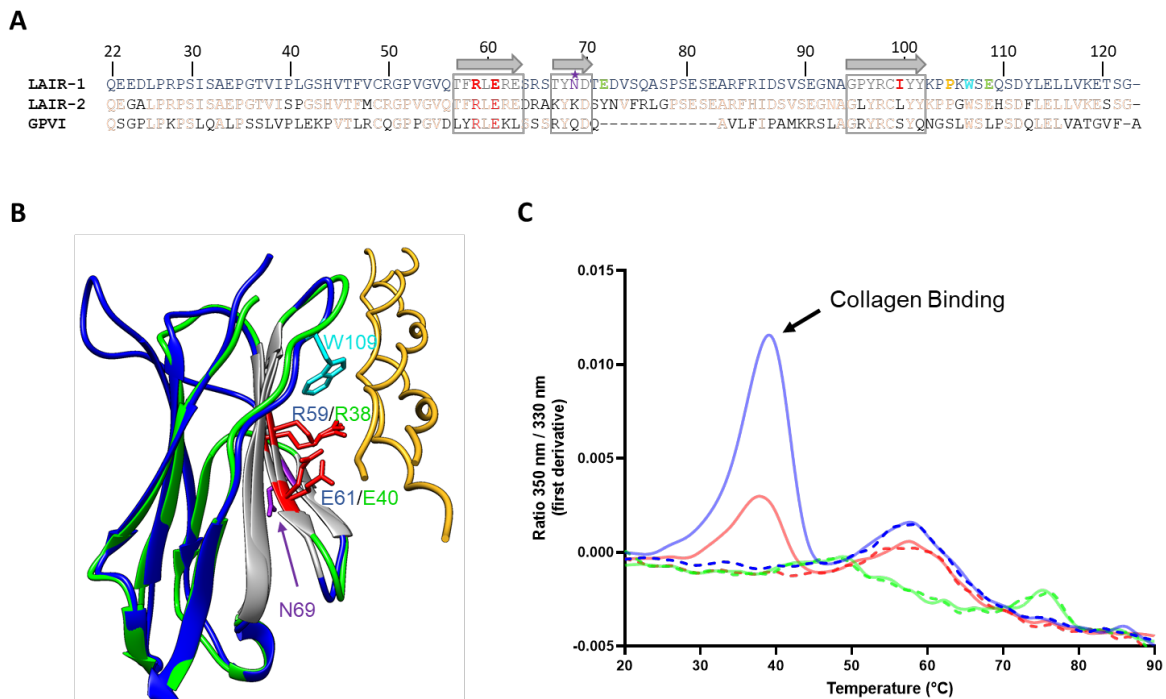 A
22 30 40 50 60 70 80 90 100 110 120
LAIR-1 QEEDLPRPSISAEPGTVIPLGSHVTFVCRGPVGVQTFRLERESRSTYNDTEDVSQASPSESEARFRIDSVSEGNAGPYRCIYYKPPKWSEQSDYLELLVKETSG-
LAIR-2 QEGALPRPSISAEPGTVISPGSHVTFMCRGPVGVQTFRLEREDRAKYKDSYNVFRLGPSESEARFHIDSVSEGNAGLYRCLYYKPPGWSEHSDFLELLVKESSG-
GPVI QSGPLPKPSLQALPSSLVPLEKPVTLRCQGPPGVDLYRLEKLSSSRYQDQ------------AVLFIPAMKRSLAGRYRCSYQNGSLWSLPSDQLELVATGVF-A
B
W109
R59/R38
E61/E40
N69
C
Collagen Binding
Ratio 350 nm / 330 nm
(first derivative)
0.015
0.010
0.005
0.000
-0.005
20 30 40 50 60 70 80 90
Temperature (°C)